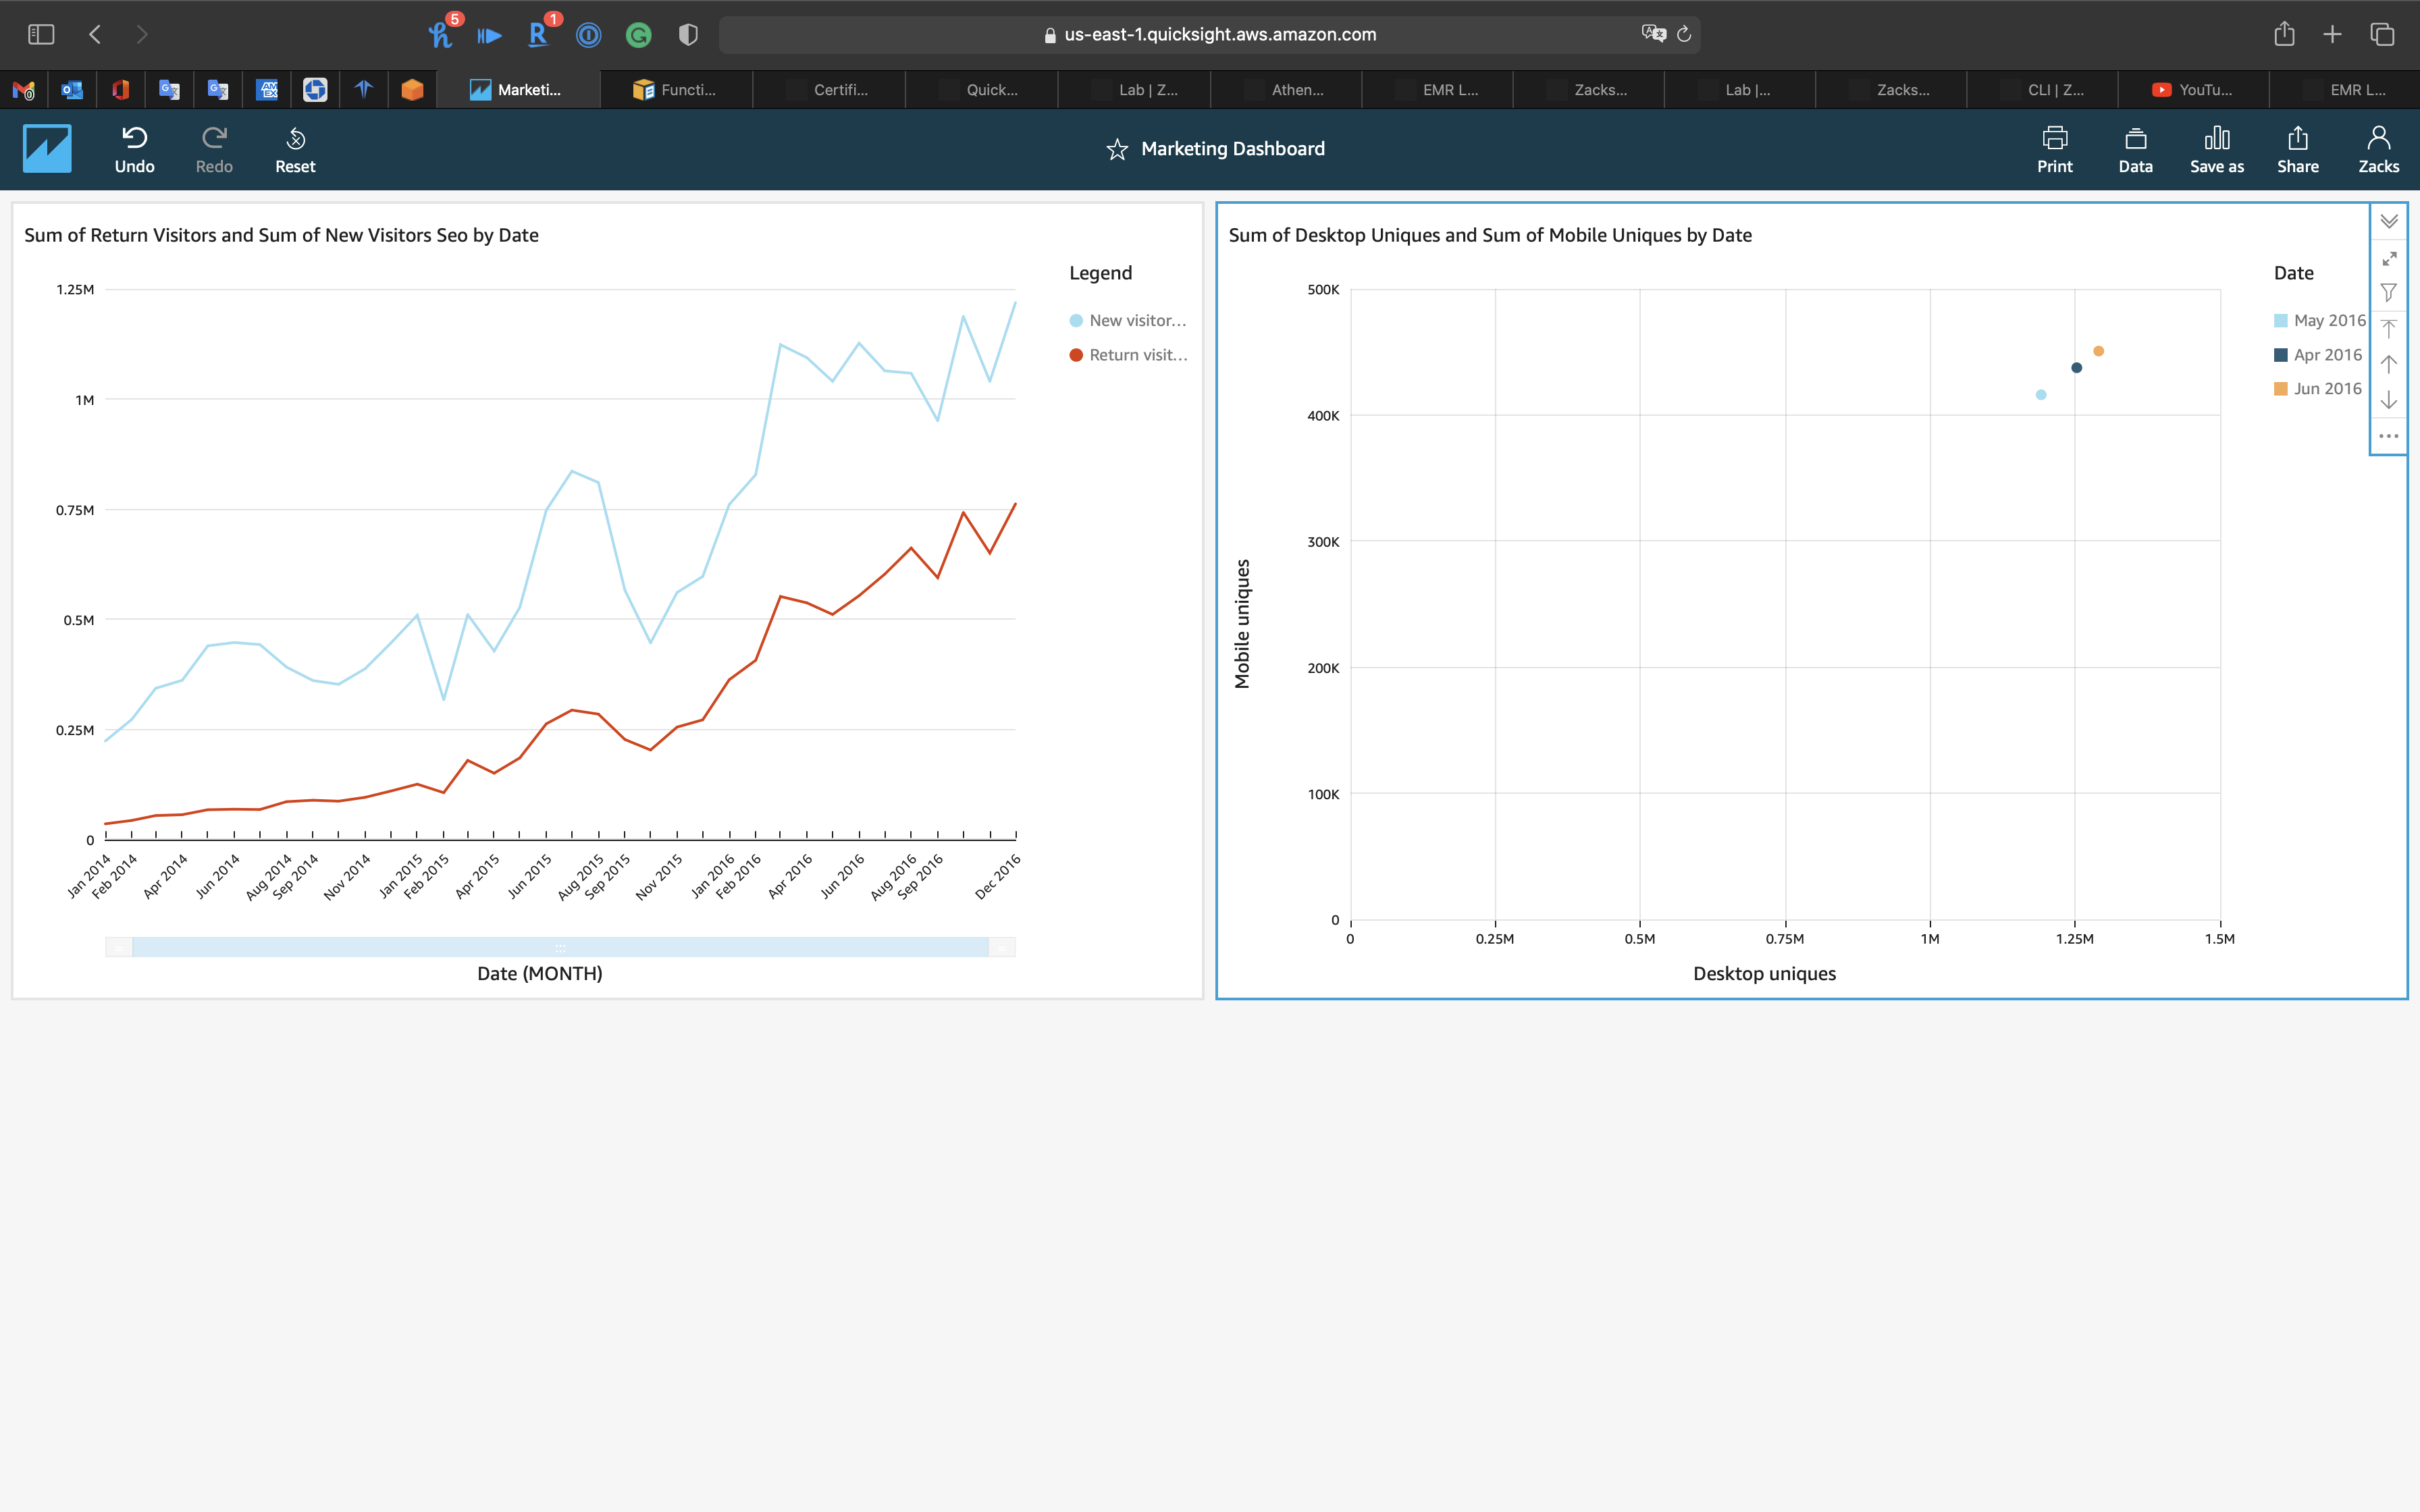 5
1
us-east-1.quicksight.aws.amazon.com
Marketi...
Functi...
Certifi...
Quick...
Lab | Z...
Athen...
EMR L...
Zacks...
Lab |...
Zacks...
CLI | Z...
YouTu...
EMR L...
Undo
Redo
Reset
Marketing Dashboard
Print
Data
Save as
Share
Zacks
Sum of Return Visitors and Sum of New Visitors Seo by Date
Legend
New visitor...
Return visit...
1.25M
1M
0.75M
0.5M
0.25M
0
Jan 2014
Feb 2014
Apr 2014
Jun 2014
Aug 2014
Sep 2014
Nov 2014
Jan 2015
Feb 2015
Apr 2015
Jun 2015
Aug 2015
Sep 2015
Nov 2015
Jan 2016
Feb 2016
Apr 2016
Jun 2016
Aug 2016
Sep 2016
Dec 2016
Date (MONTH)
Sum of Desktop Uniques and Sum of Mobile Uniques by Date
Date
May 2016
Apr 2016
Jun 2016
Mobile uniques
500K
400K
300K
200K
100K
0
0
0.25M
0.5M
0.75M
1M
1.25M
1.5M
Desktop uniques